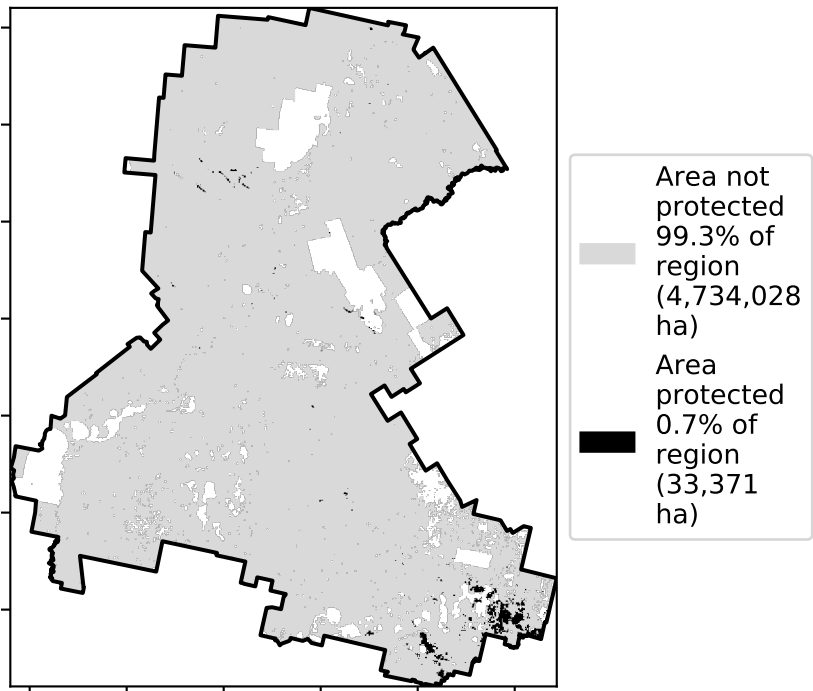 Area not
protected
99.3% of
region
(4,734,028
ha)
Area
protected
0.7% of
region
(33,371
ha)